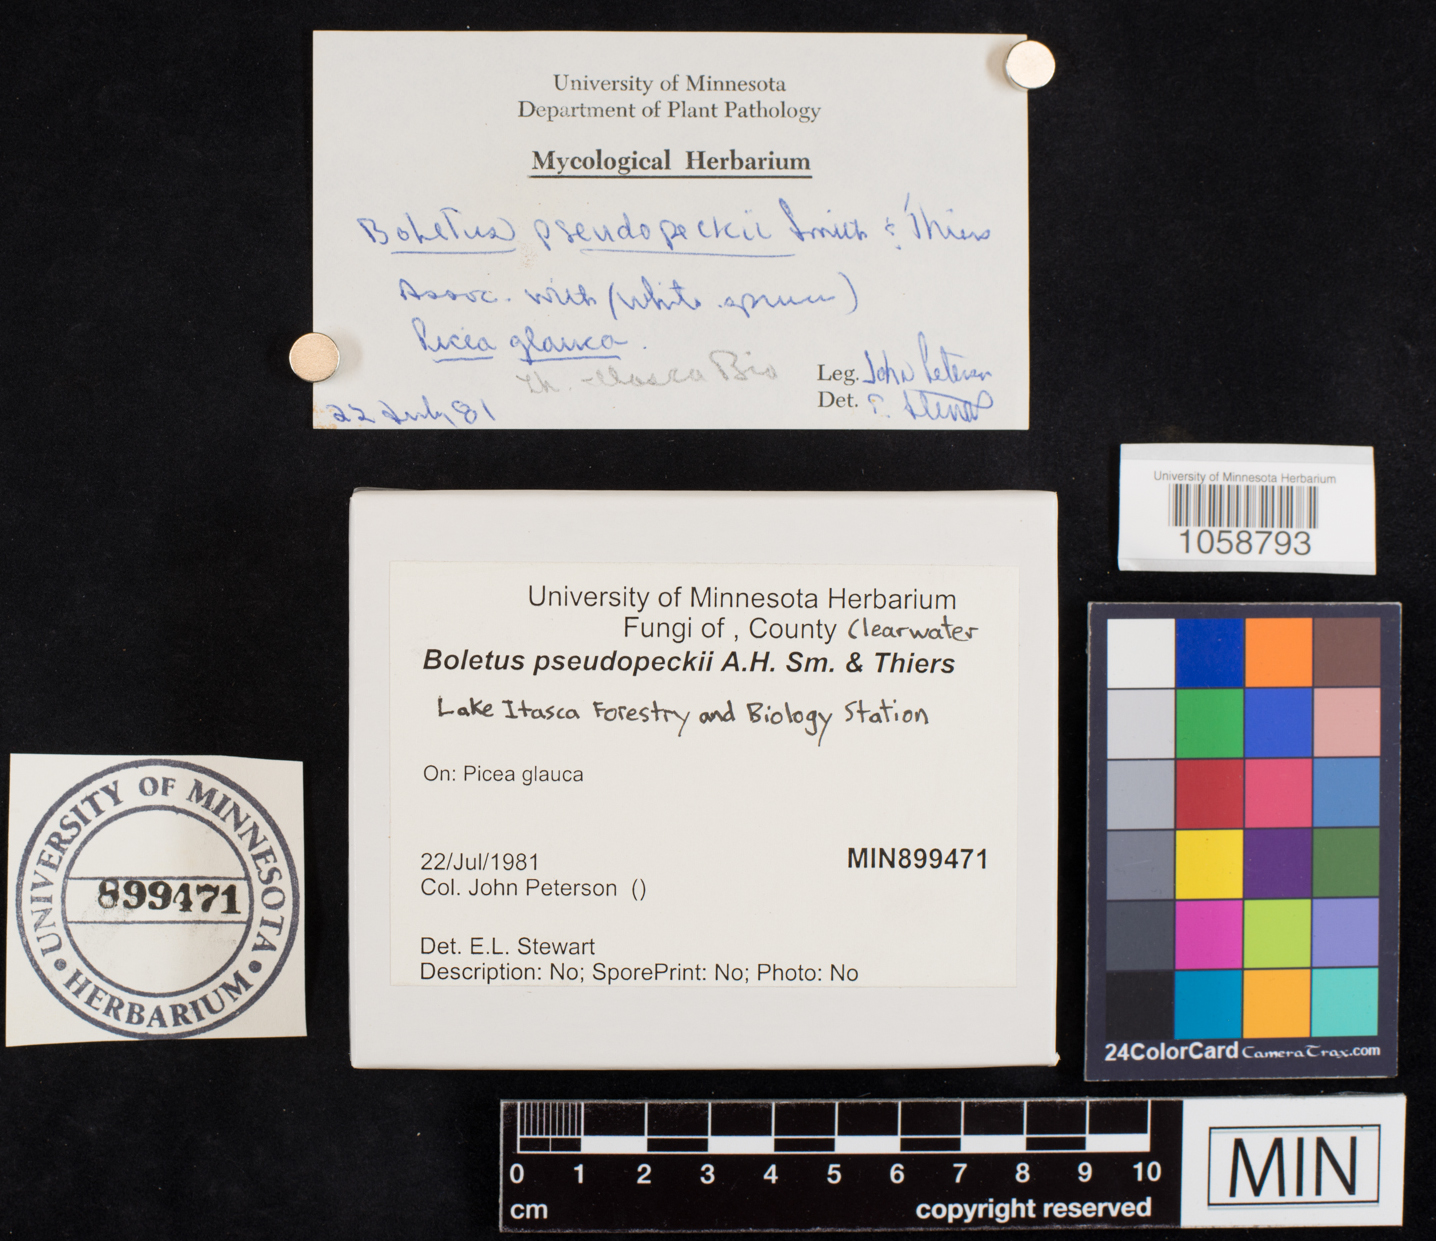 University of Minnesota
Department of Plant Pathology
Mycological Herbarium
Boletus pseudopeckii Smith & Thiers
Assoc. with (white spruce)
Picea glauca.
Itasca Bio
Leg. John Peterson
Det. E. Stewart
22 July 81
University of Minnesota Herbarium
1058793
University of Minnesota Herbarium
Fungi of , County Clearwater
Boletus pseudopeckii A.H. Sm. & Thiers
Lake Itasca Forestry and Biology Station
On: Picea glauca
22/Jul/1981
MIN899471
Col. John Peterson ()
Det. E.L. Stewart
Description: No; SporePrint: No; Photo: No
UNIVERSITY OF MINNESOTA
899471
• HERBARIUM •
24ColorCard CameraTrax.com
0 1 2 3 4 5 6 7 8 9 10
cm
copyright reserved
MIN